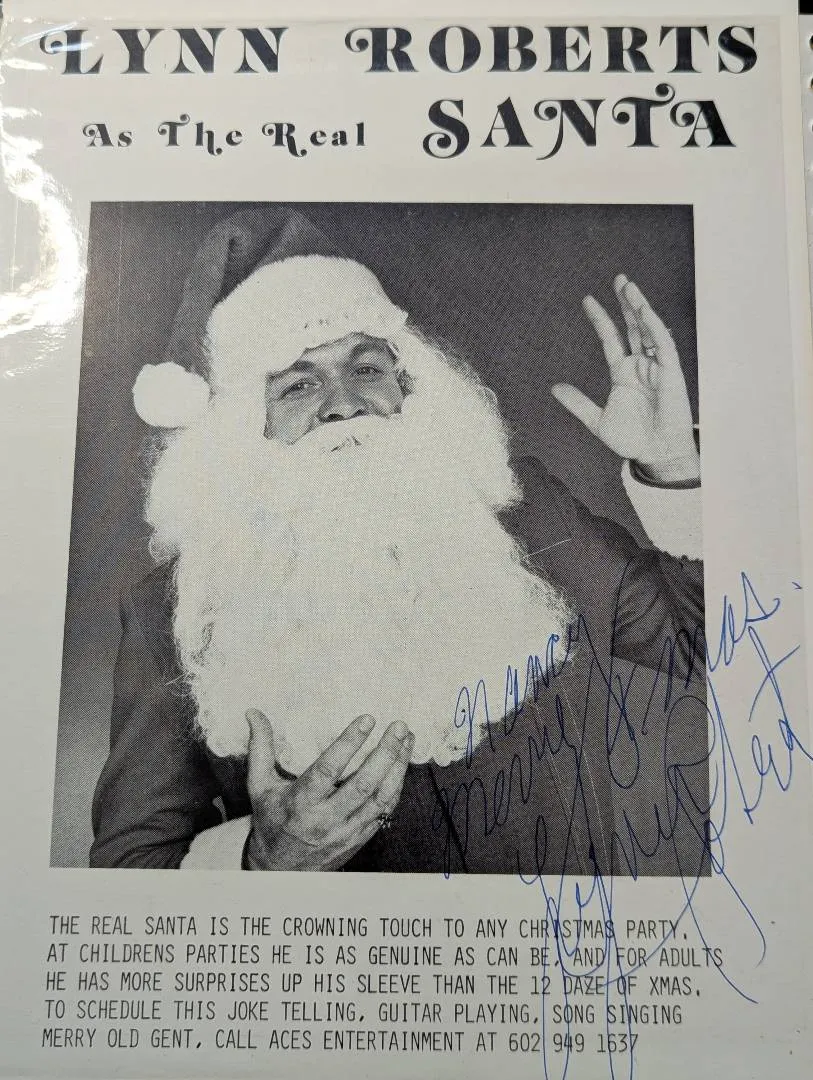 LYNN ROBERTS
As The Real SANTA
Nancy
Merry Xmas.
Lynn Roberts
THE REAL SANTA IS THE CROWNING TOUCH TO ANY CHRISTMAS PARTY.
AT CHILDRENS PARTIES HE IS AS GENUINE AS CAN BE, AND FOR ADULTS
HE HAS MORE SURPRISES UP HIS SLEEVE THAN THE 12 DAZE OF XMAS.
TO SCHEDULE THIS JOKE TELLING, GUITAR PLAYING, SONG SINGING
MERRY OLD GENT, CALL ACES ENTERTAINMENT AT 602 949 1637